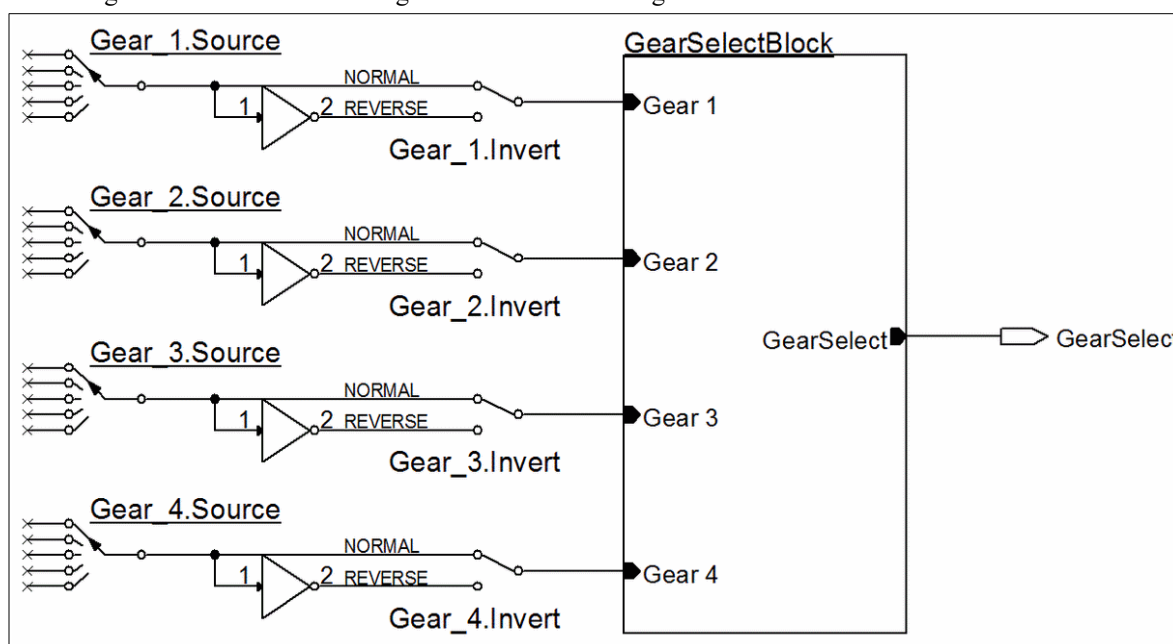 Gear_1.Source
GearSelectBlock
NORMAL
1 2 REVERSE
Gear 1
Gear_1.Invert
Gear_2.Source
NORMAL
1 2 REVERSE
Gear 2
Gear_2.Invert
GearSelect
GearSelect
Gear_3.Source
NORMAL
1 2 REVERSE
Gear 3
Gear_3.Invert
Gear_4.Source
NORMAL
1 2 REVERSE
Gear 4
Gear_4.Invert